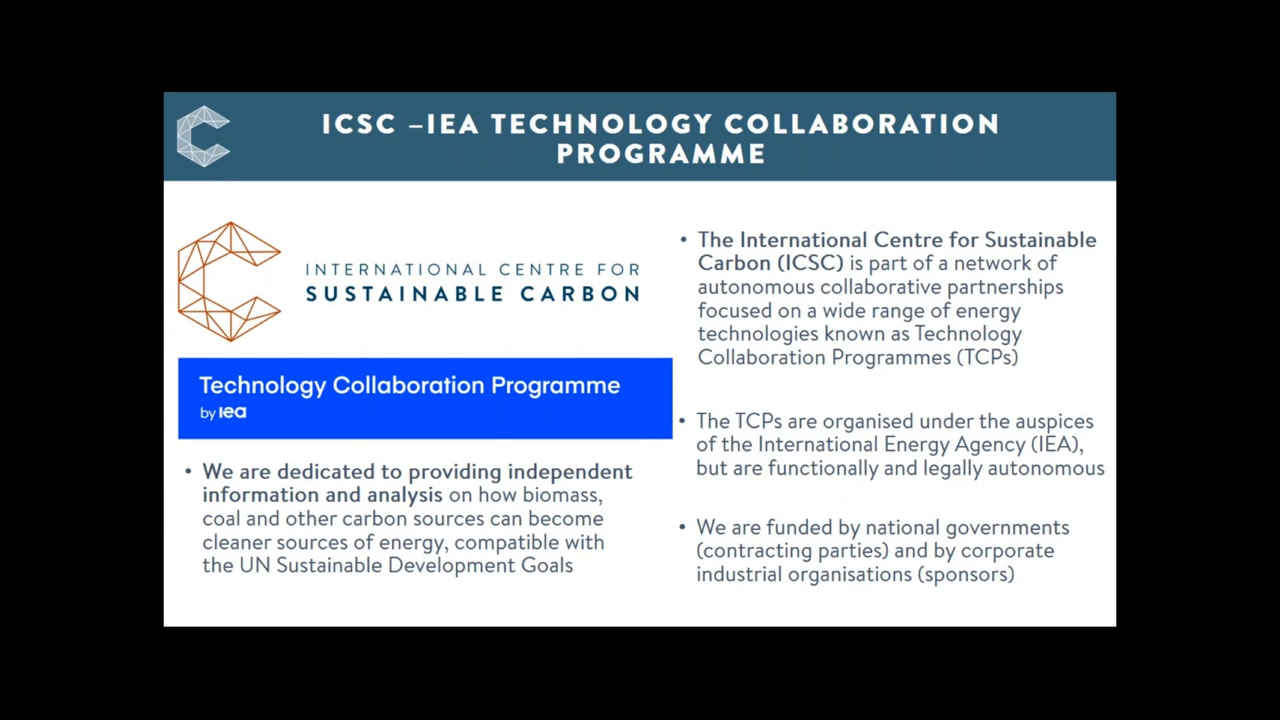 ICSC –IEA TECHNOLOGY COLLABORATION
PROGRAMME
INTERNATIONAL CENTRE FOR
SUSTAINABLE CARBON
Technology Collaboration Programme
by iea
• We are dedicated to providing independent
information and analysis on how biomass,
coal and other carbon sources can become
cleaner sources of energy, compatible with
the UN Sustainable Development Goals
• The International Centre for Sustainable
Carbon (ICSC) is part of a network of
autonomous collaborative partnerships
focused on a wide range of energy
technologies known as Technology
Collaboration Programmes (TCPs)
• The TCPs are organised under the auspices
of the International Energy Agency (IEA),
but are functionally and legally autonomous
• We are funded by national governments
(contracting parties) and by corporate
industrial organisations (sponsors)